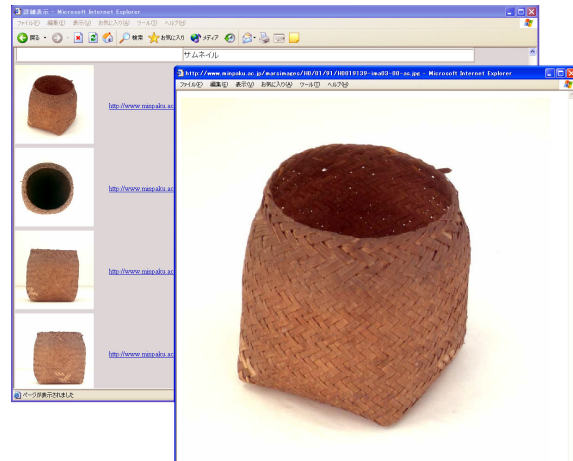 詳細表示 - Microsoft Internet Explorer
ファイル(F) 編集(E) 表示(V) お気に入り(A) ツール(T) ヘルプ(H)
戻る 検索 お気に入り メディア
サムネイル
http://www.minpaku.ac
http://www.minpaku.ac
http://www.minpaku.ac
http://www.minpaku.ac
ページが表示されました
http://www.minpaku.ac.jp/marsimages/H0/01/91/H0019139-ima03-00-as.jpg - Microsoft Internet Explorer
ファイル(F) 編集(E) 表示(V) お気に入り(A) ツール(T) ヘルプ(H)